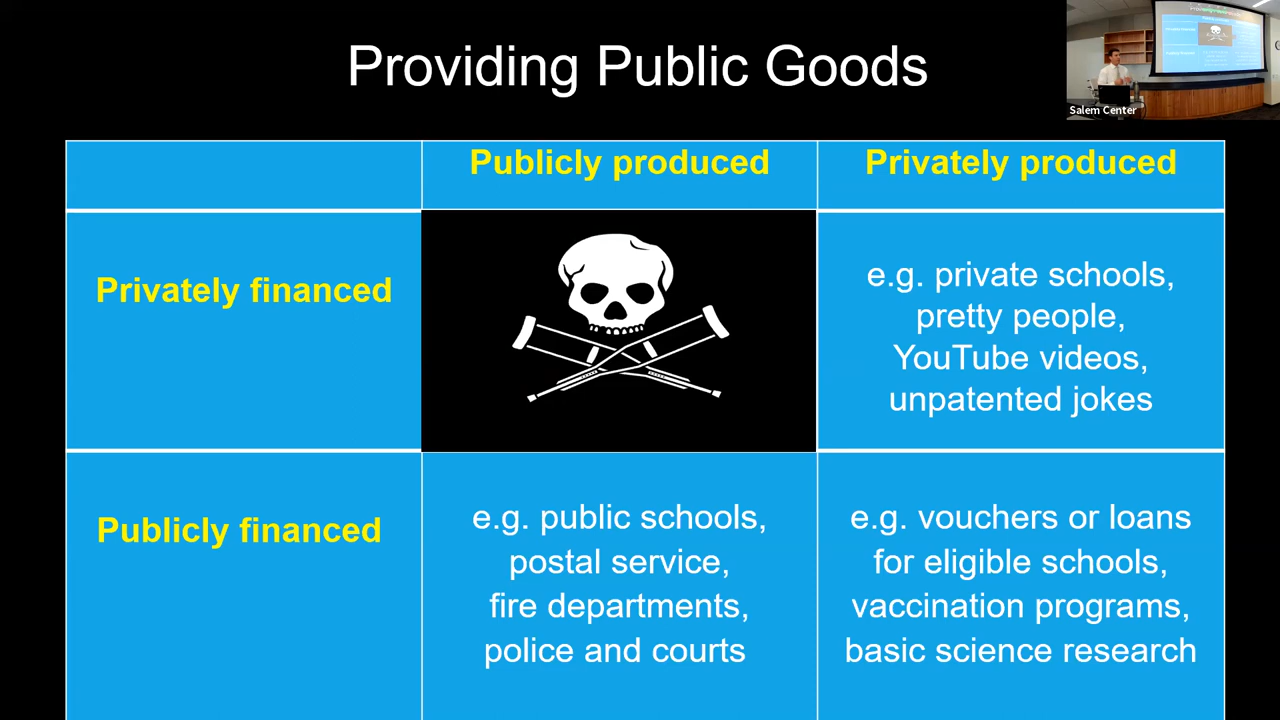 Providing Public Goods
Salem Center
Publicly produced
Privately produced
Privately financed
e.g. private schools,
pretty people,
YouTube videos,
unpatented jokes
Publicly financed
e.g. public schools,
postal service,
fire departments,
police and courts
e.g. vouchers or loans
for eligible schools,
vaccination programs,
basic science research